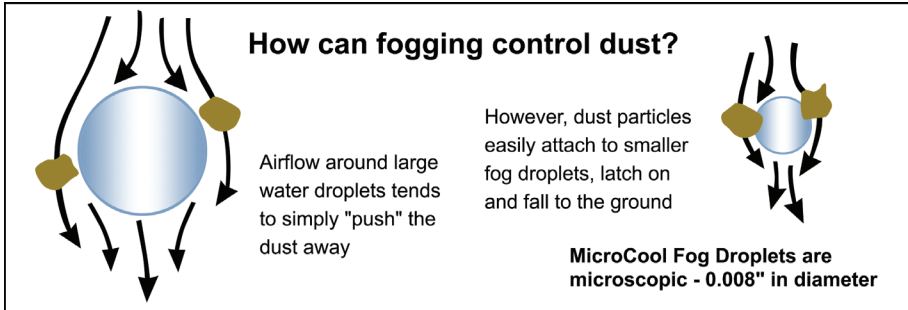 How can fogging control dust?
Airflow around large
water droplets tends
to simply "push" the
dust away
However, dust particles
easily attach to smaller
fog droplets, latch on
and fall to the ground
MicroCool Fog Droplets are
microscopic - 0.008" in diameter